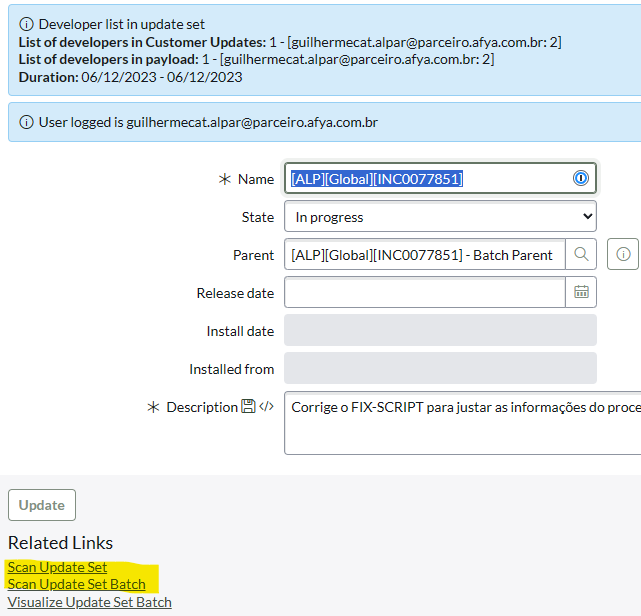 Developer list in update set
List of developers in Customer Updates: 1 - [guilhermecat.alpar@parceiro.afya.com.br: 2]
List of developers in payload: 1 - [guilhermecat.alpar@parceiro.afya.com.br: 2]
Duration: 06/12/2023 - 06/12/2023
User logged is guilhermecat.alpar@parceiro.afya.com.br
Name [ALP][Global][INC0077851]
State In progress
Parent [ALP][Global][INC0077851] - Batch Parent
Release date
Install date
Installed from
Description </> Corrige o FIX-SCRIPT para justar as informações do proce
Update
Related Links
Scan Update Set
Scan Update Set Batch
Visualize Update Set Batch